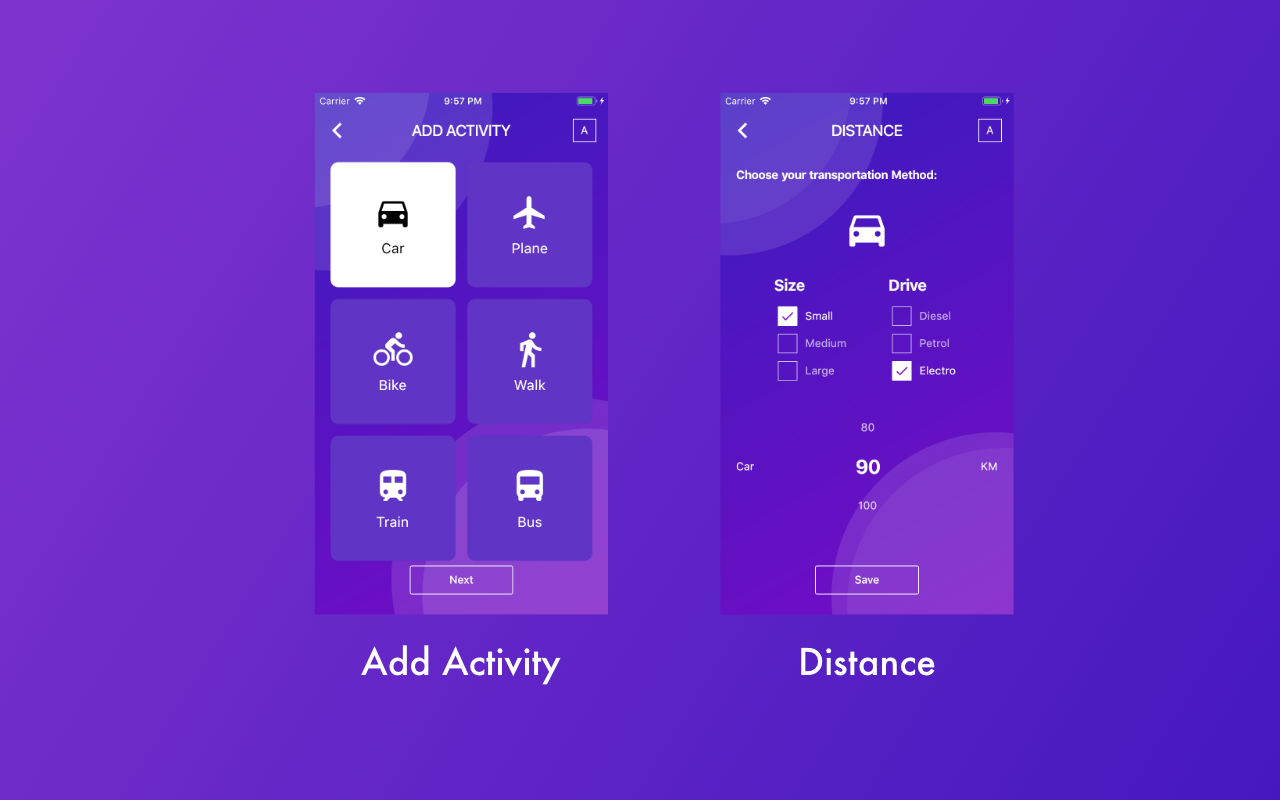 Carrier 9:57 PM
ADD ACTIVITY A
Car Plane
Bike Walk
Train Bus
Next
Add Activity
Carrier 9:57 PM
DISTANCE A
Choose your transportation Method:
Size Drive
Small Diesel
Medium Petrol
Large Electro
80
Car 90 KM
100
Save
Distance